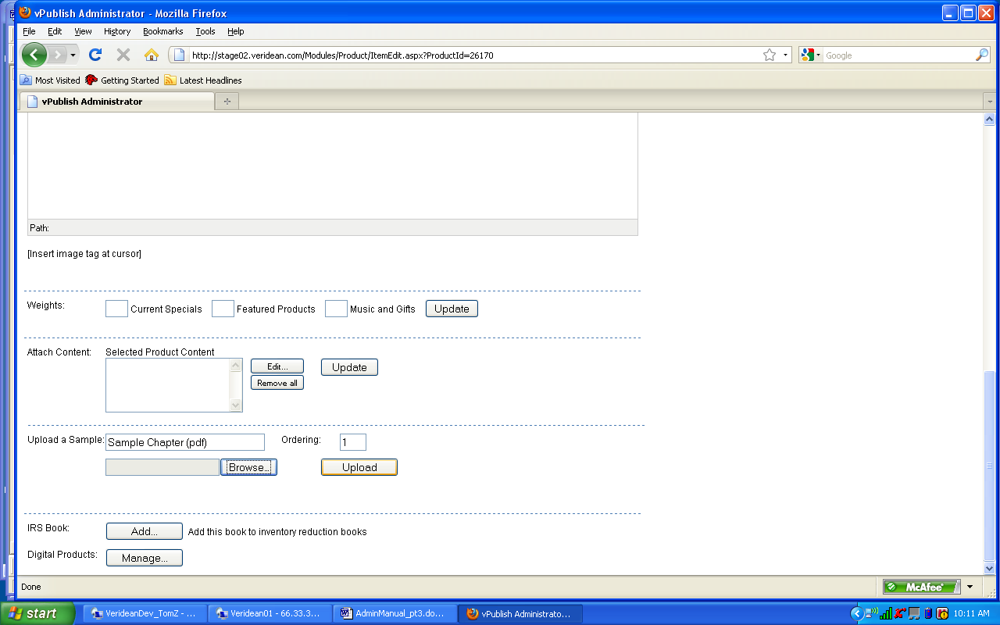 vPublish Administrator - Mozilla Firefox
File Edit View History Bookmarks Tools Help
http://stage02.veridean.com/Modules/Product/ItemEdit.aspx?ProductId=26170
Google
Most Visited Getting Started Latest Headlines
vPublish Administrator
Path:
[Insert image tag at cursor]
Weights: Current Specials Featured Products Music and Gifts Update
Attach Content: Selected Product Content
Edit... Update
Remove all
Upload a Sample: Sample Chapter (pdf) Ordering: 1
Browse... Upload
IRS Book: Add... Add this book to inventory reduction books
Digital Products: Manage...
Done McAfee
start VerideanDev_TomZ - ... Veridean01 - 66.33.3... AdminManual_pt3.do... vPublish Administrato... 10:11 AM